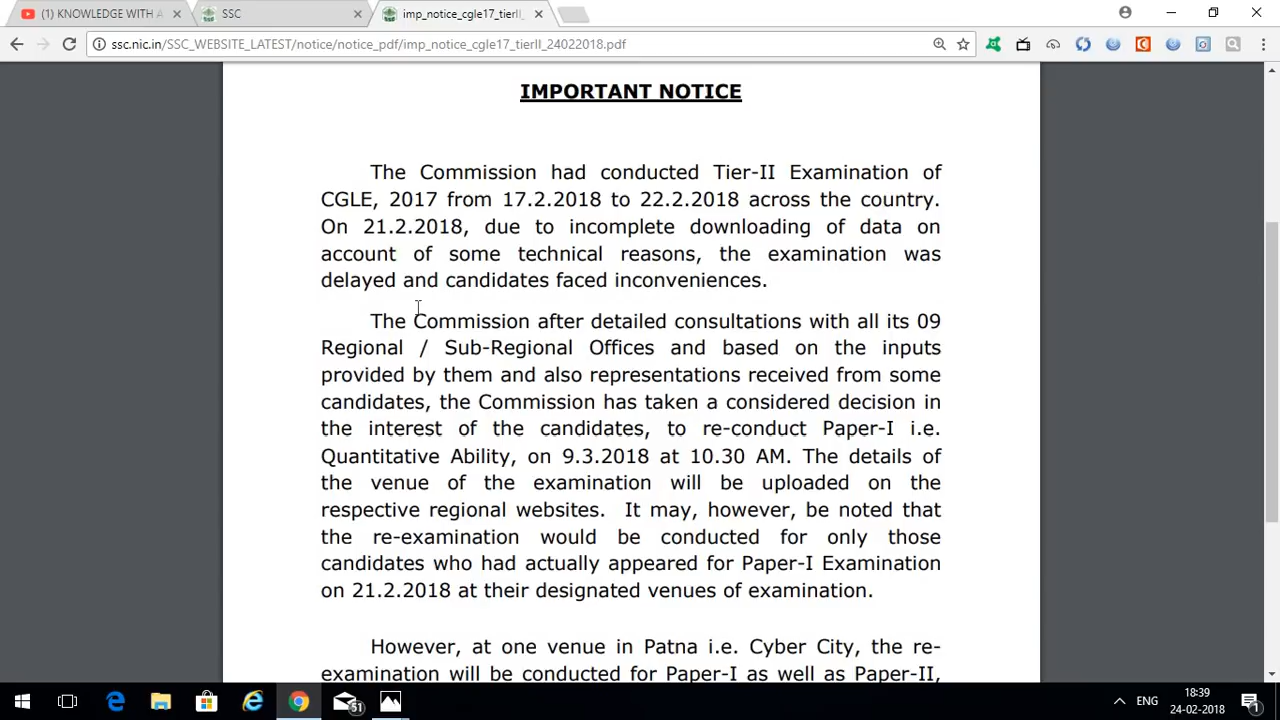 (1) KNOWLEDGE WITH A
SSC
imp_notice_cgle17_tierII_
ssc.nic.in/SSC_WEBSITE_LATEST/notice/notice_pdf/imp_notice_cgle17_tierII_24022018.pdf
IMPORTANT NOTICE
The Commission had conducted Tier-II Examination of
CGLE, 2017 from 17.2.2018 to 22.2.2018 across the country.
On 21.2.2018, due to incomplete downloading of data on
account of some technical reasons, the examination was
delayed and candidates faced inconveniences.
The Commission after detailed consultations with all its 09
Regional / Sub-Regional Offices and based on the inputs
provided by them and also representations received from some
candidates, the Commission has taken a considered decision in
the interest of the candidates, to re-conduct Paper-I i.e.
Quantitative Ability, on 9.3.2018 at 10.30 AM. The details of
the venue of the examination will be uploaded on the
respective regional websites. It may, however, be noted that
the re-examination would be conducted for only those
candidates who had actually appeared for Paper-I Examination
on 21.2.2018 at their designated venues of examination.
However, at one venue in Patna i.e. Cyber City, the re-
examination will be conducted for Paper-I as well as Paper-II,
51
ENG
18:39
24-02-2018
1